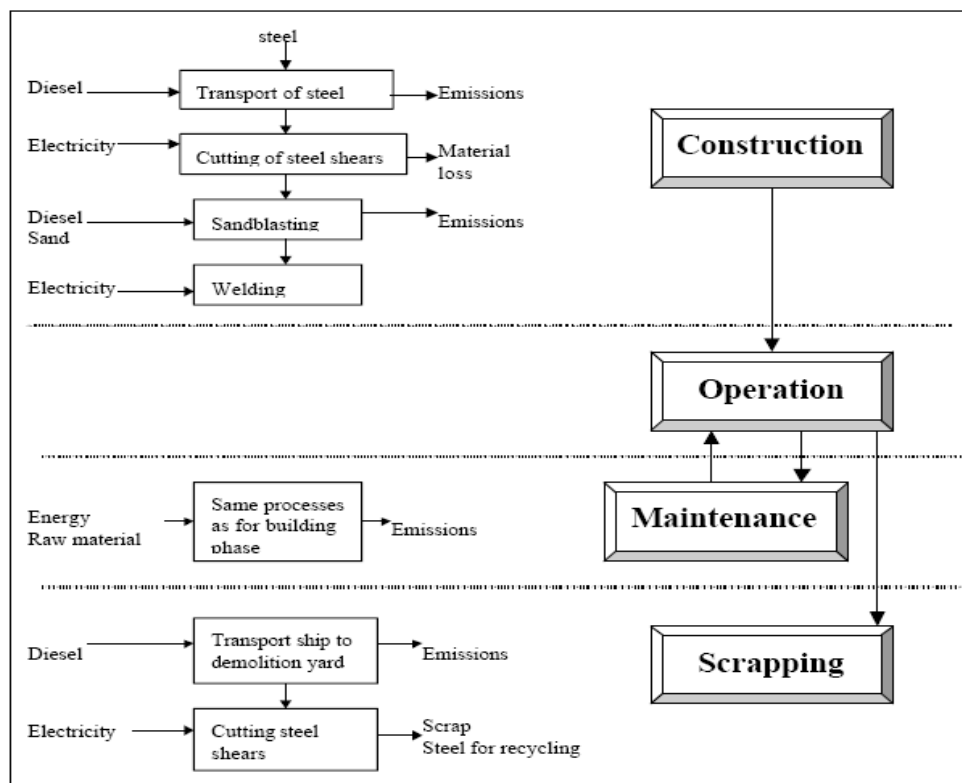 steel
Diesel
Transport of steel
Emissions
Electricity
Cutting of steel shears
Material
loss
Construction
Diesel
Sand
Sandblasting
Emissions
Electricity
Welding
Operation
Energy
Raw material
Same processes
as for building
phase
Emissions
Maintenance
Diesel
Transport ship to
demolition yard
Emissions
Scrapping
Electricity
Cutting steel
shears
Scrap
Steel for recycling